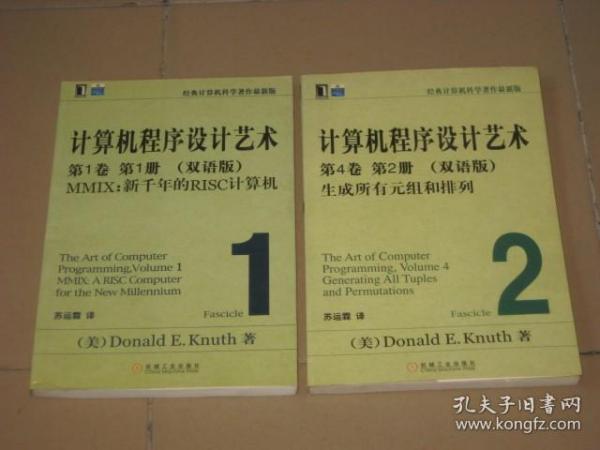 经典计算机科学著作最新版
计算机程序设计艺术
第1卷 第1册 （双语版）
MMIX：新千年的RISC计算机
The Art of Computer
Programming,Volume 1
MMIX: A RISC Computer
for the New Millennium
1
Fascicle
苏运霖 译
（美）Donald E. Knuth 著
机械工业出版社
China Machine Press
经典计算机科学著作最新版
计算机程序设计艺术
第4卷 第2册 （双语版）
生成所有元组和排列
The Art of Computer
Programming, Volume 4
Generating All Tuples
and Permutations
2
Fascicle
苏运霖 译
（美）Donald E. Knuth 著
机械工业出版社
China Machine Press
孔夫子旧书网
www.kongfz.com